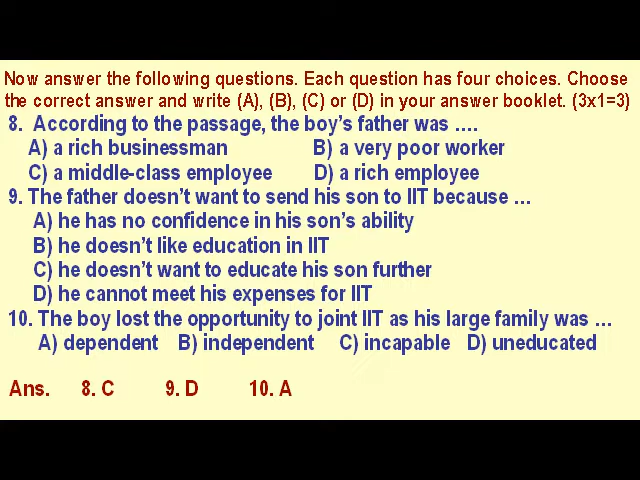 Now answer the following questions. Each question has four choices. Choose
the correct answer and write (A), (B), (C) or (D) in your answer booklet. (3x1=3)
8. According to the passage, the boy's father was ….
A) a rich businessman B) a very poor worker
C) a middle-class employee D) a rich employee
9. The father doesn't want to send his son to IIT because …
A) he has no confidence in his son's ability
B) he doesn't like education in IIT
C) he doesn't want to educate his son further
D) he cannot meet his expenses for IIT
10. The boy lost the opportunity to joint IIT as his large family was …
A) dependent B) independent C) incapable D) uneducated
Ans. 8. C 9. D 10. A